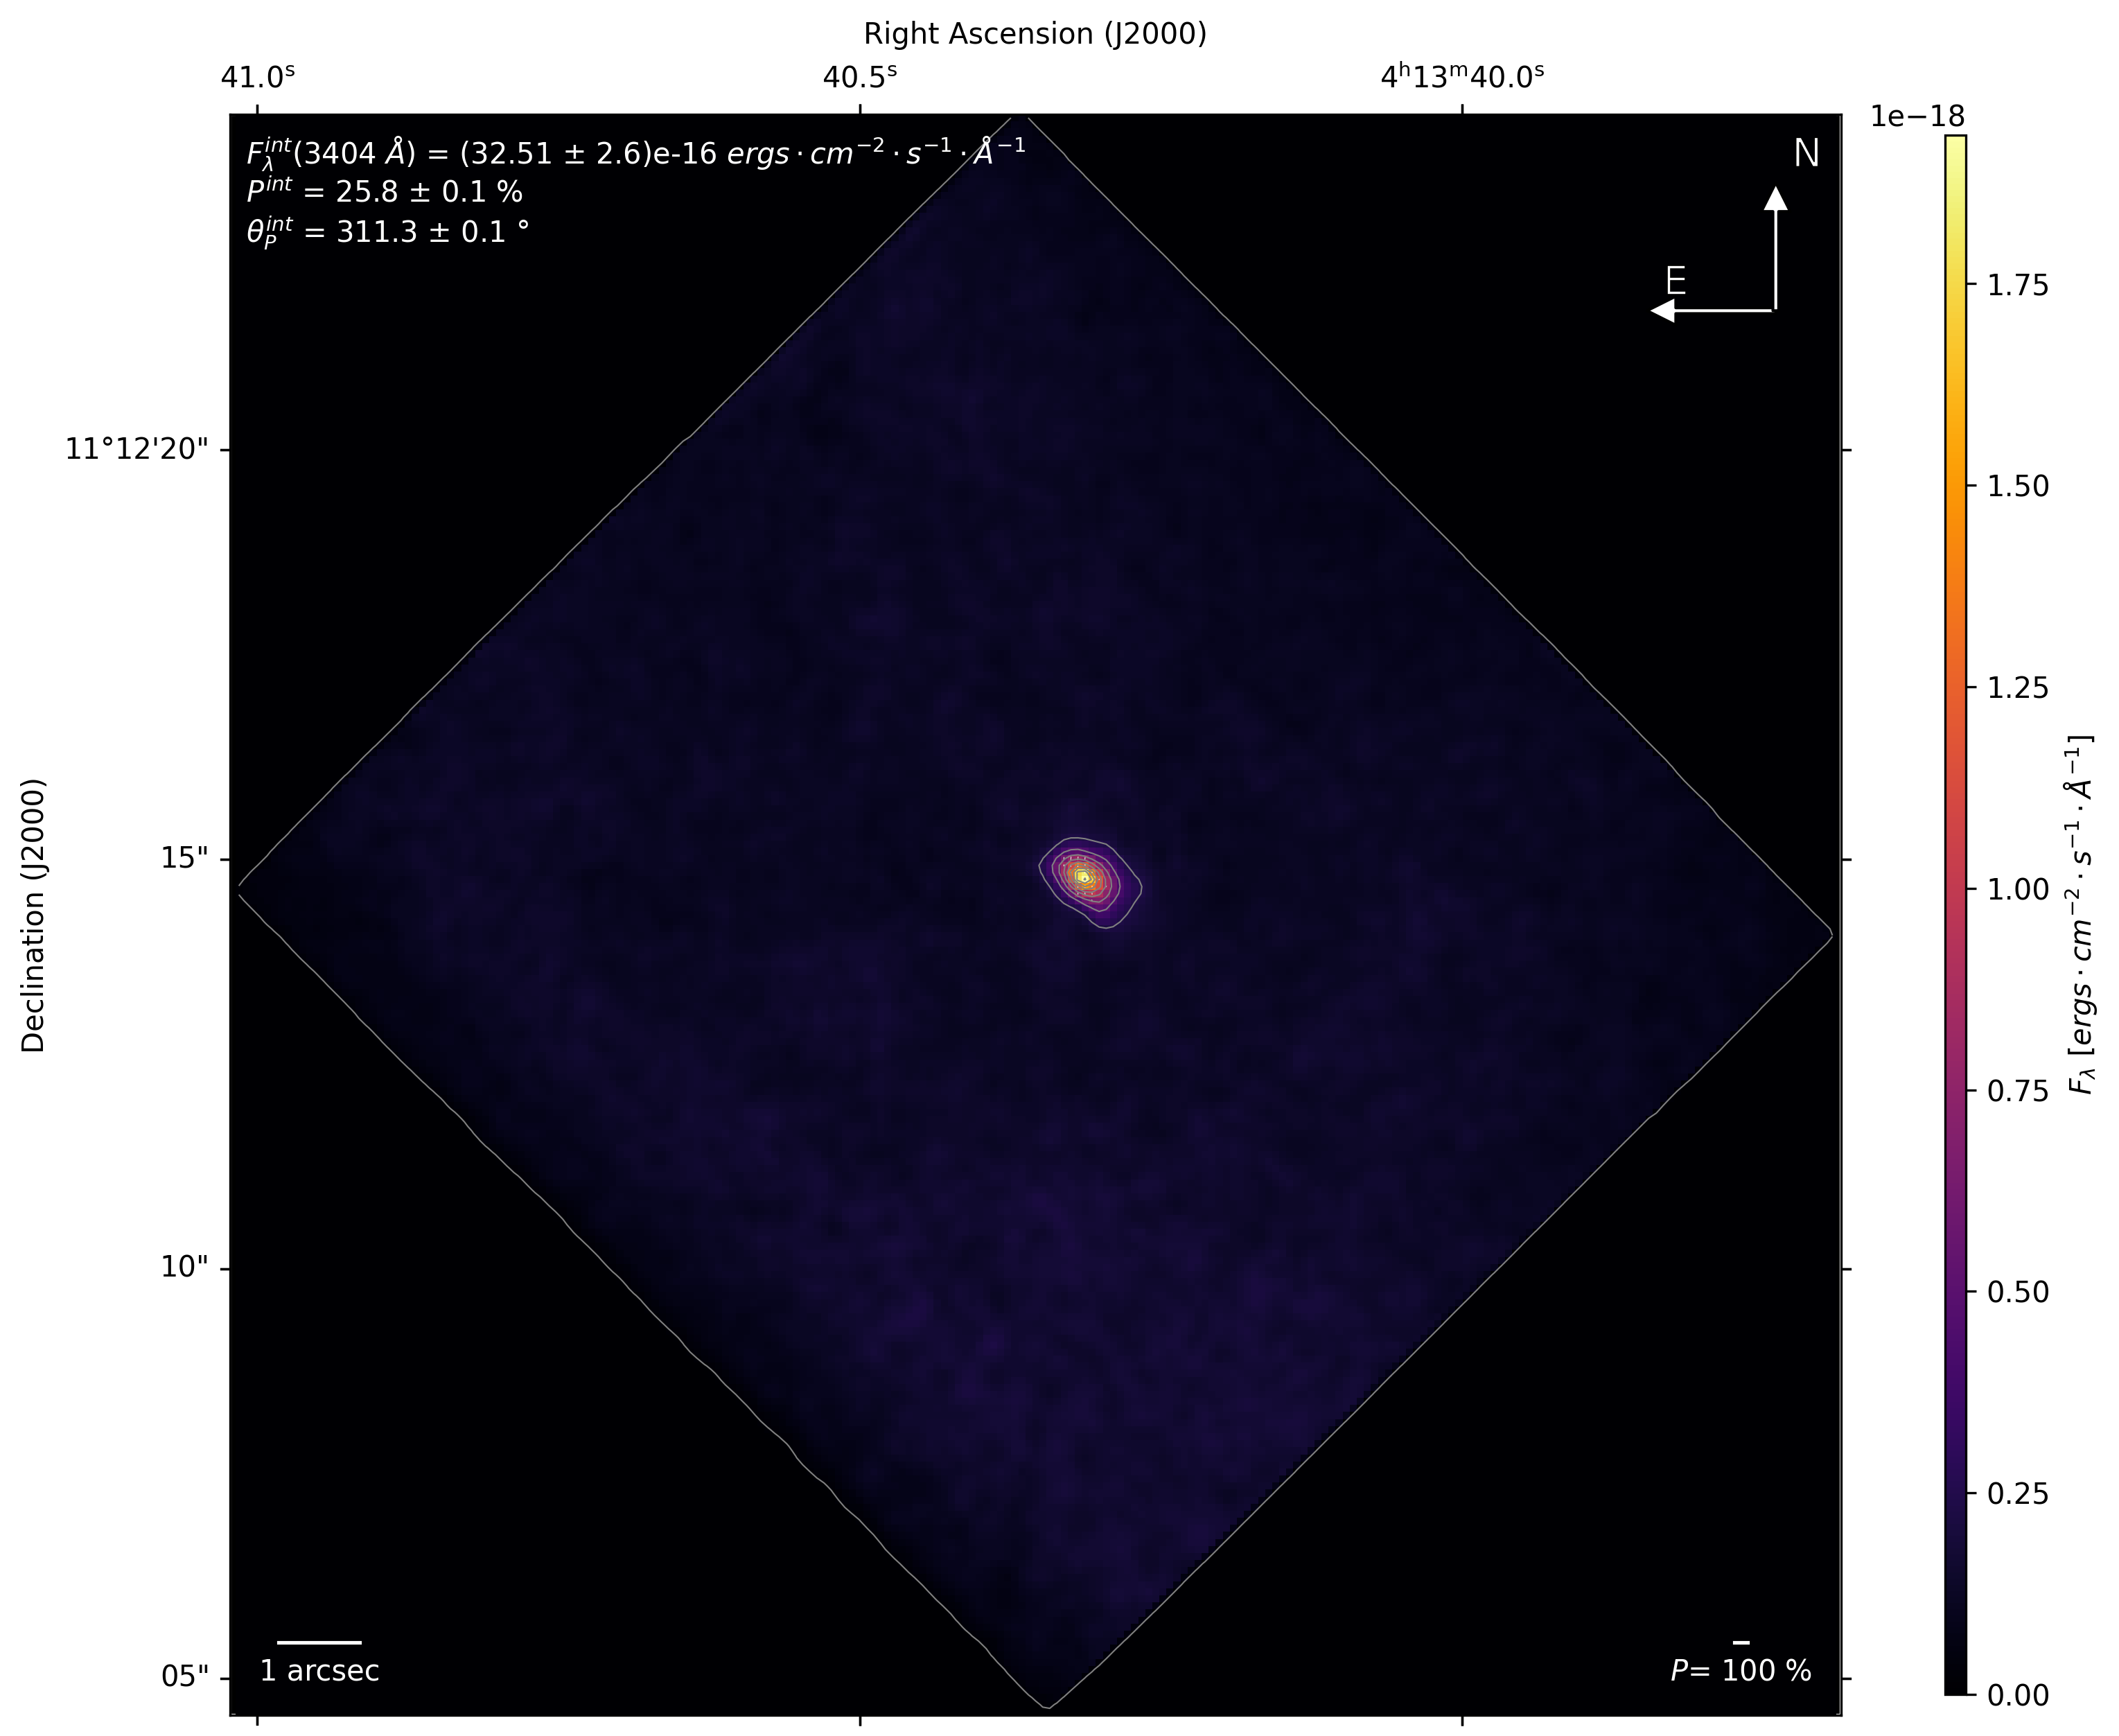 Right Ascension (J2000)
41.0ˢ 40.5ˢ 4ʰ13ᵐ40.0ˢ
1e−18
F_λ^int(3404 Å) = (32.51 ± 2.6)e-16 ergs · cm⁻² · s⁻¹ · Å⁻¹
P^int = 25.8 ± 0.1 %
θ_P^int = 311.3 ± 0.1 °
N
E
11°12'20"
15"
10"
05"
Declination (J2000)
1 arcsec
P= 100 %
1.75
1.50
1.25
1.00
0.75
0.50
0.25
0.00
F_λ [ergs · cm⁻² · s⁻¹ · Å⁻¹]